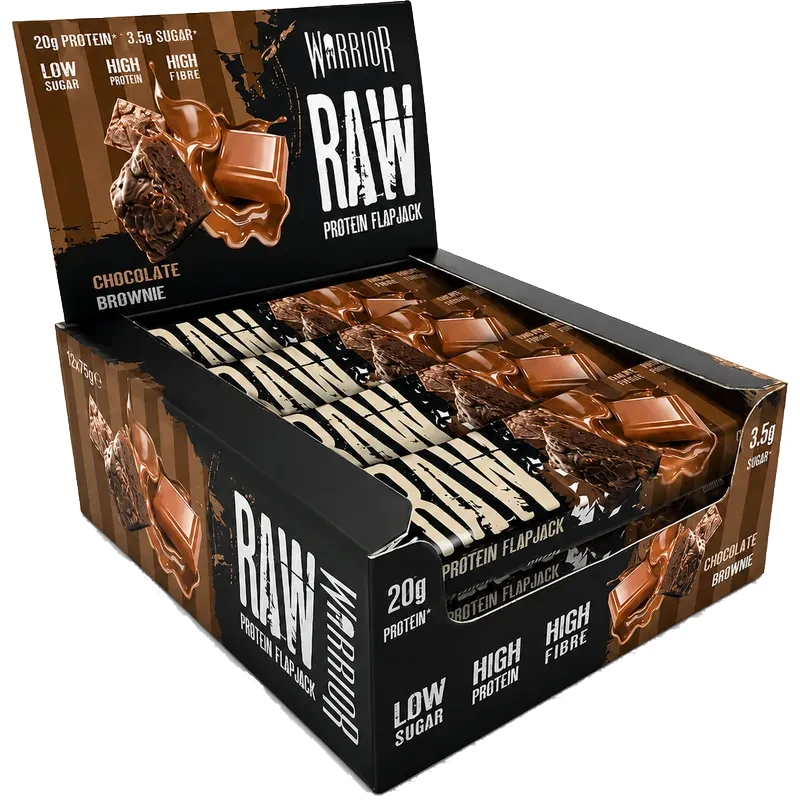 20g PROTEIN* 3.5g SUGAR*
LOW
SUGAR
HIGH
PROTEIN
HIGH
FIBRE
WARRIOR
RAW
PROTEIN FLAPJACK
CHOCOLATE
BROWNIE
12x75g℮
RAW
PROTEIN FLAPJACK
WARRIOR
RAW
RAW
RAW
RAW
PROTEIN FLAPJACK
PROTEIN FLAPJACK
3.5g
SUGAR*
CHOCOLATE
BROWNIE
20g
PROTEIN*
LOW
SUGAR
HIGH
PROTEIN
HIGH
FIBRE